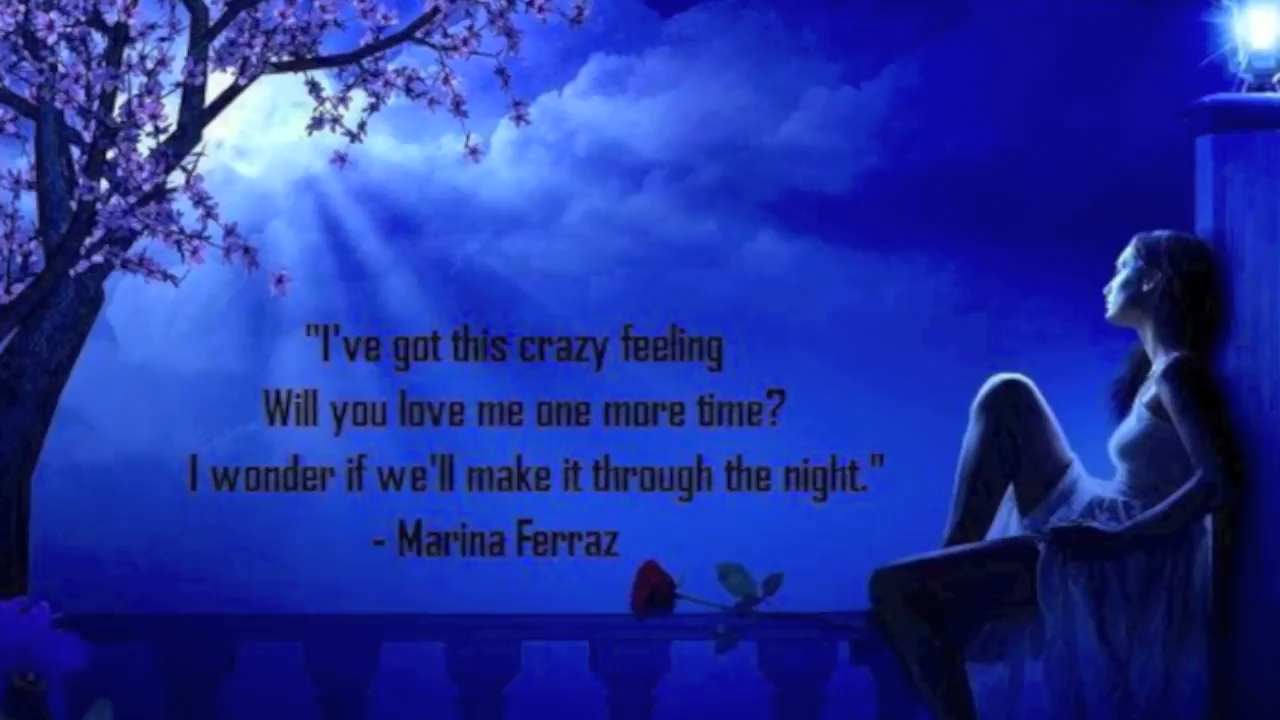 "I've got this crazy feeling
Will you love me one more time?
I wonder if we'll make it through the night."
- Marina Ferraz